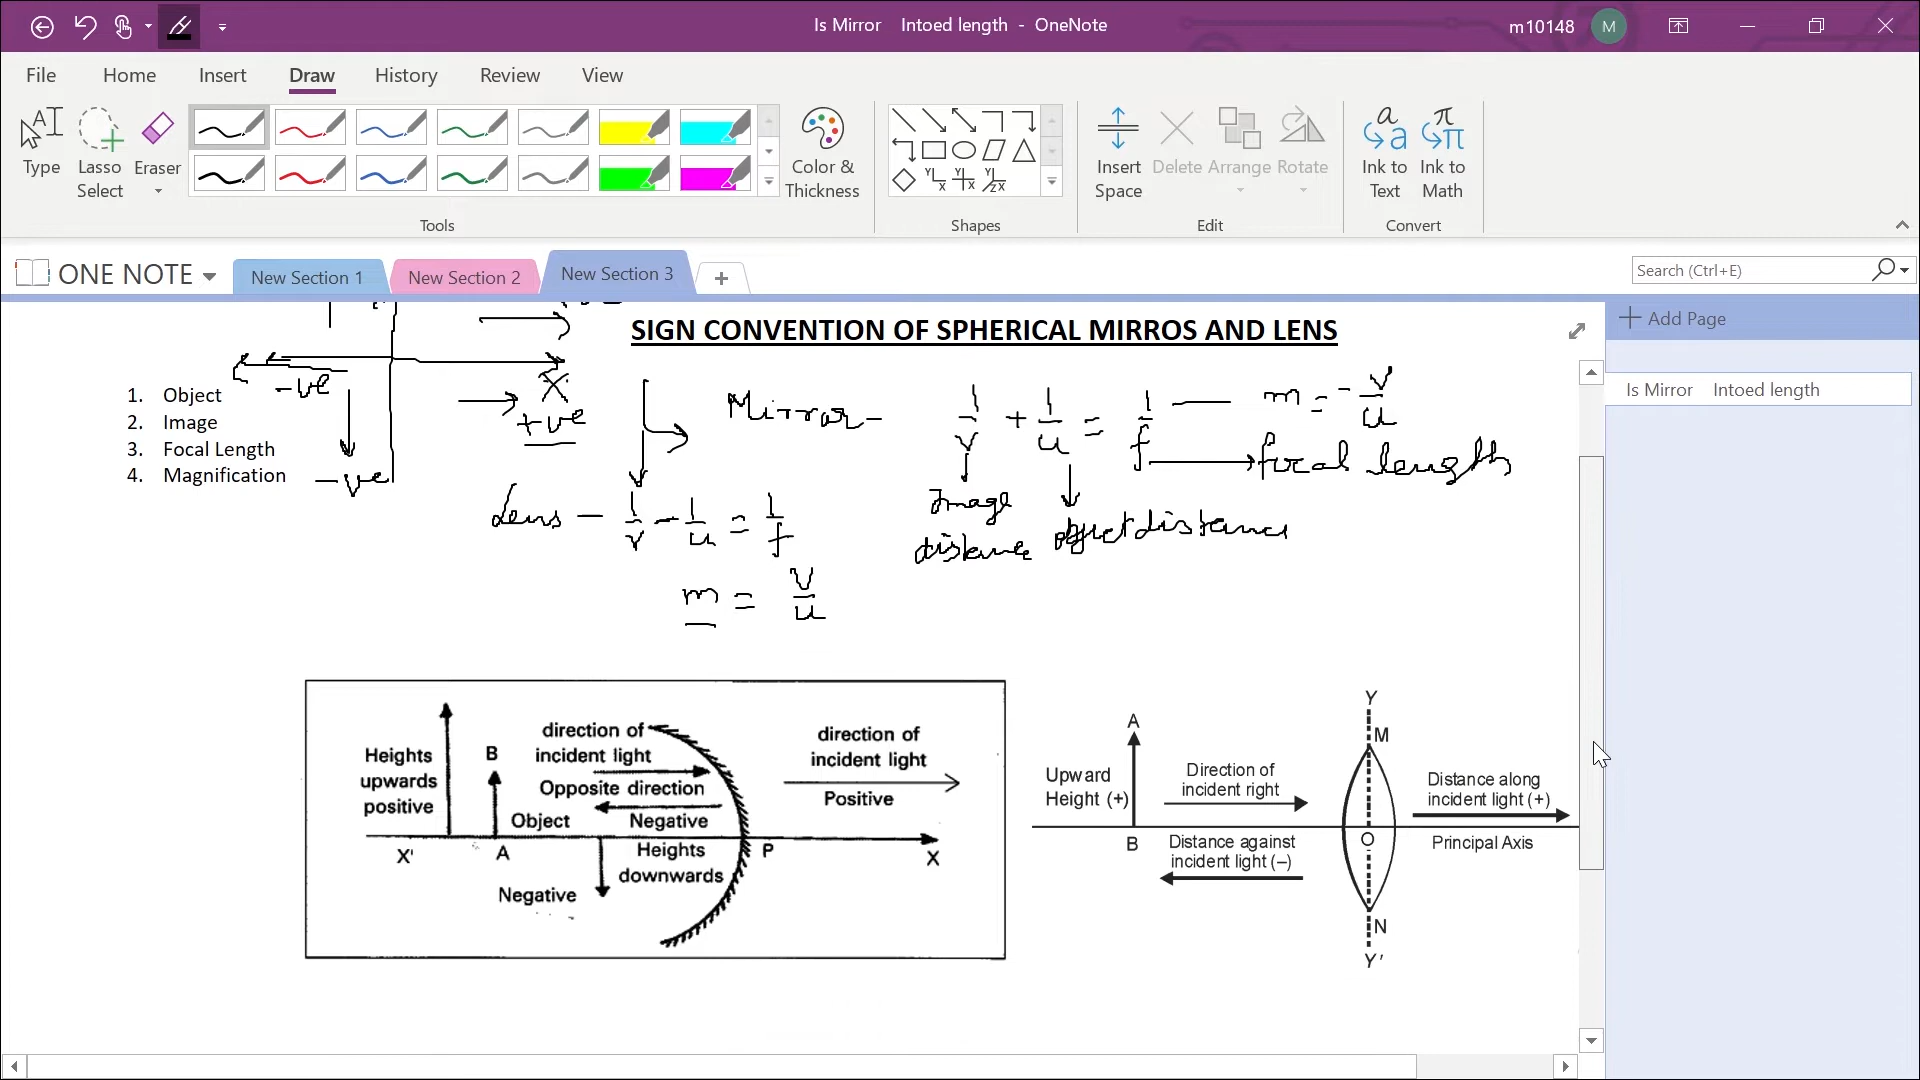 Is Mirror Intoed length - OneNote
m10148 M
File Home Insert Draw History Review View
Type
Lasso Select
Eraser
Color & Thickness
Insert Space
Delete
Arrange
Rotate
Ink to Text
Ink to Math
Tools
Shapes
Edit
Convert
ONE NOTE
New Section 1
New Section 2
New Section 3
Search (Ctrl+E)
Add Page
Is Mirror Intoed length
SIGN CONVENTION OF SPHERICAL MIRROS AND LENS
1. Object
2. Image
3. Focal Length
4. Magnification
-ve
X
+ve
-ve
Mirror - 1/v + 1/u = 1/f — m = -v/u
focal length
Image distance
object distance
Lens - 1/v - 1/u = 1/f
m = v/u
Heights upwards positive
B
direction of incident light
Opposite direction
Object
Negative
X'
A
Heights downwards
Negative
P
direction of incident light
Positive
X
A
Upward Height (+)
B
Direction of incident right
Distance against incident light (–)
Y
M
O
N
Y'
Distance along incident light (+)
Principal Axis